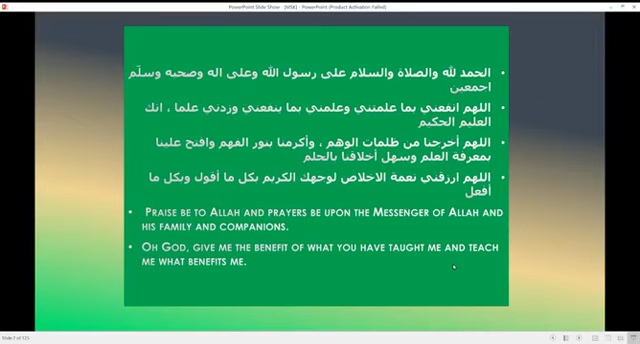 PowerPoint Slide Show - [MSK] - PowerPoint (Product Activation Failed)
• الحمد لله والصلاة والسلام على رسول الله وعلى اله وصحبه وسلّم
اجمعين
• اللهم انفعني بما علمتني وعلمني بما ينفعني وزدني علما ، انك
العليم الحكيم
• اللهم أخرجنا من ظلمات الوهم ، وأكرمنا بنور الفهم وافتح علينا
بمعرفة العلم وسهل أخلاقنا بالحلم
• اللهم ارزقني نعمة الاخلاص لوجهك الكريم بكل ما أقول وبكل ما
أفعل
• Praise be to Allah and prayers be upon the Messenger of Allah and
his family and companions.
• Oh God, give me the benefit of what you have taught me and teach
me what benefits me.